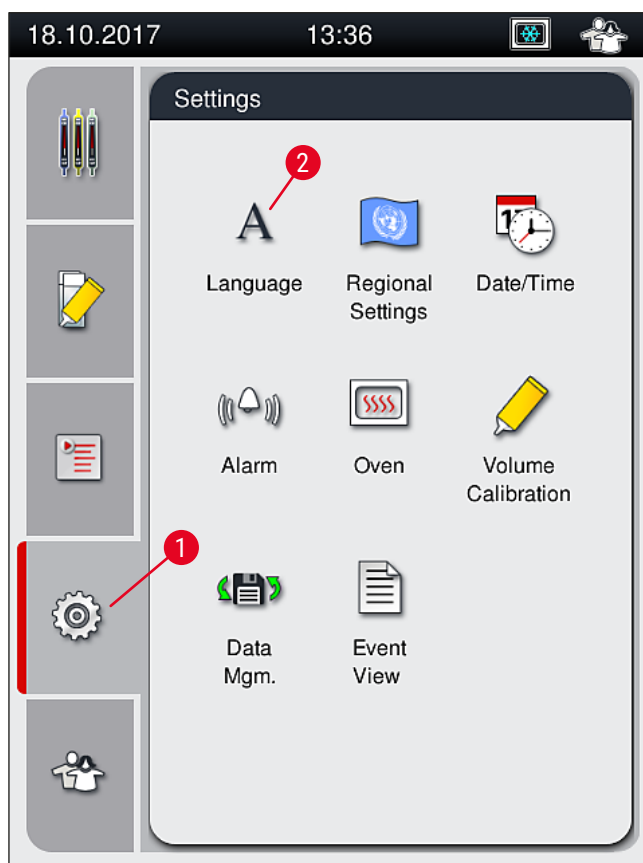 18.10.2017 13:36
Settings
2
A
Language
Regional
Settings
17
Date/Time
Alarm
Oven
Volume
Calibration
1
Data
Mgm.
Event
View